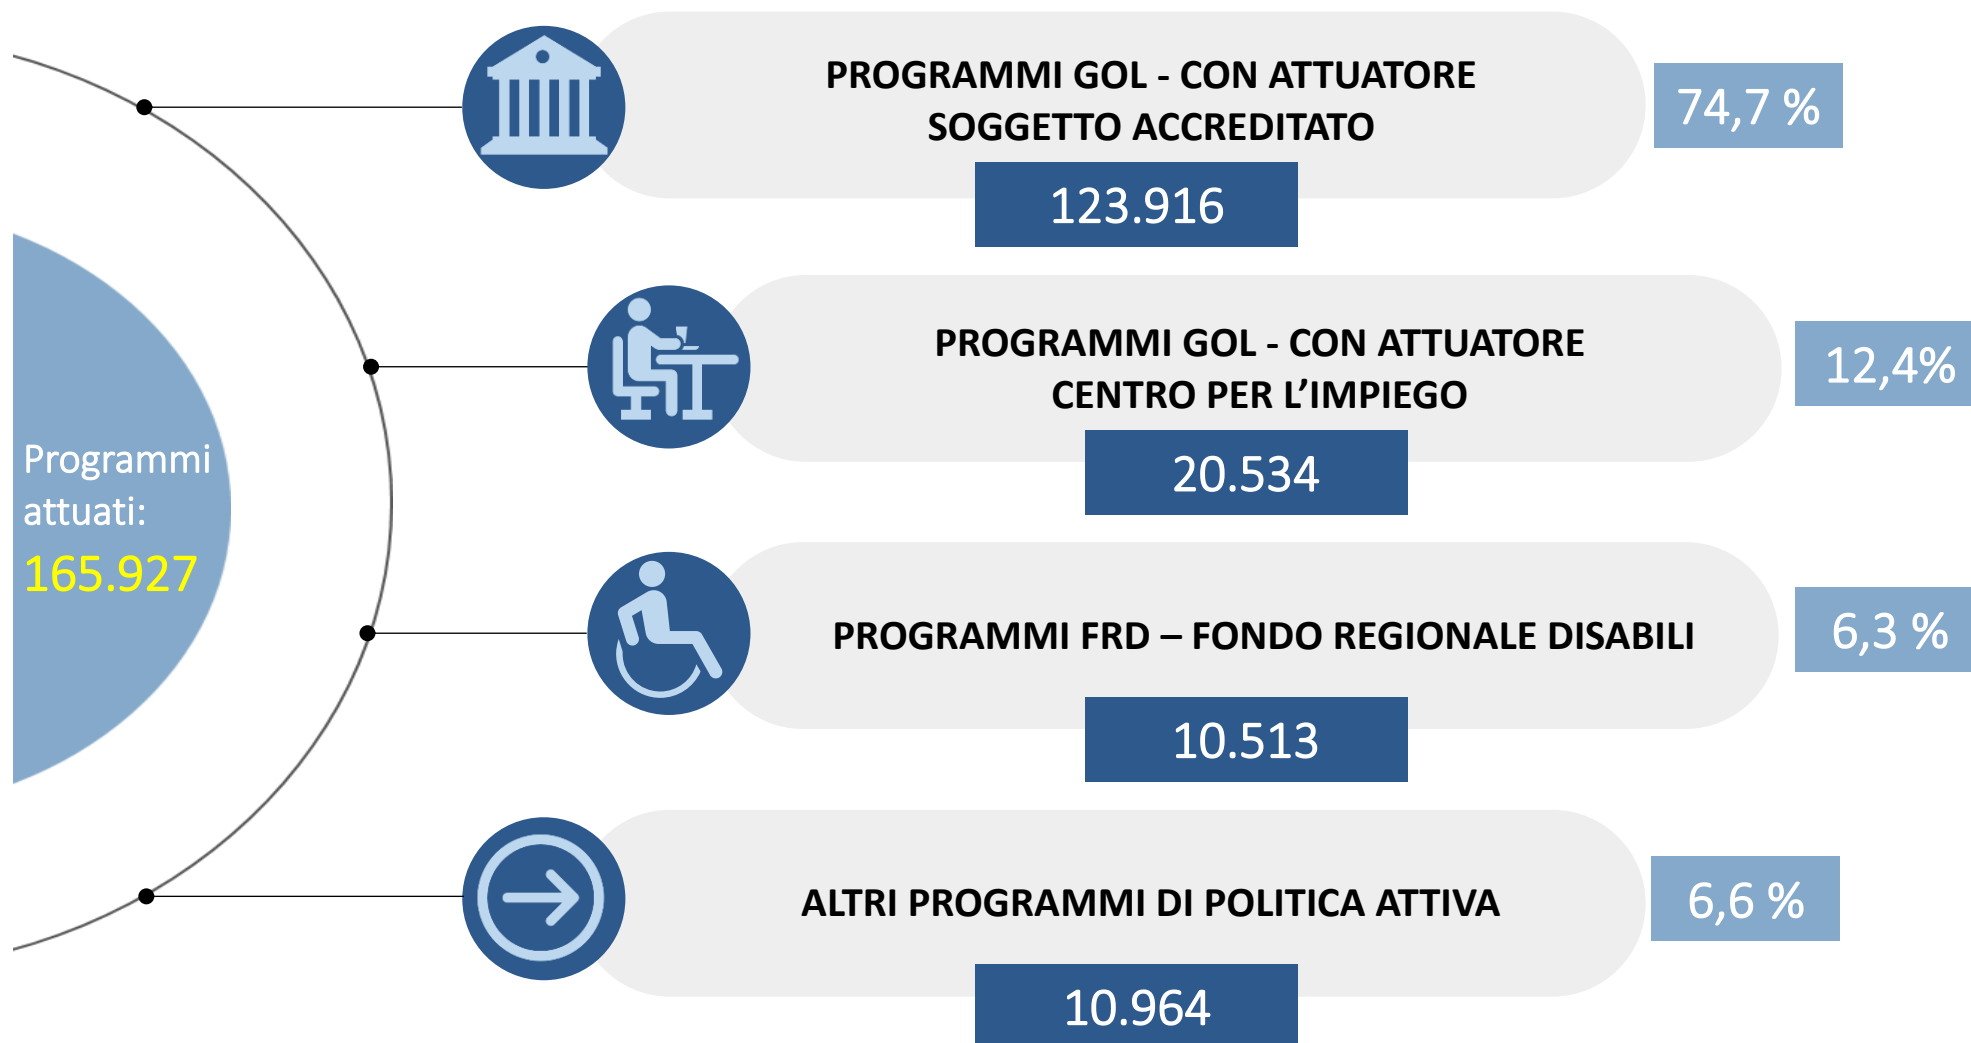 PROGRAMMI GOL - CON ATTUATORE
SOGGETTO ACCREDITATO
74,7 %
123.916
PROGRAMMI GOL - CON ATTUATORE
CENTRO PER L’IMPIEGO
12,4%
20.534
Programmi
attuati:
165.927
PROGRAMMI FRD – FONDO REGIONALE DISABILI
6,3 %
10.513
ALTRI PROGRAMMI DI POLITICA ATTIVA
6,6 %
10.964